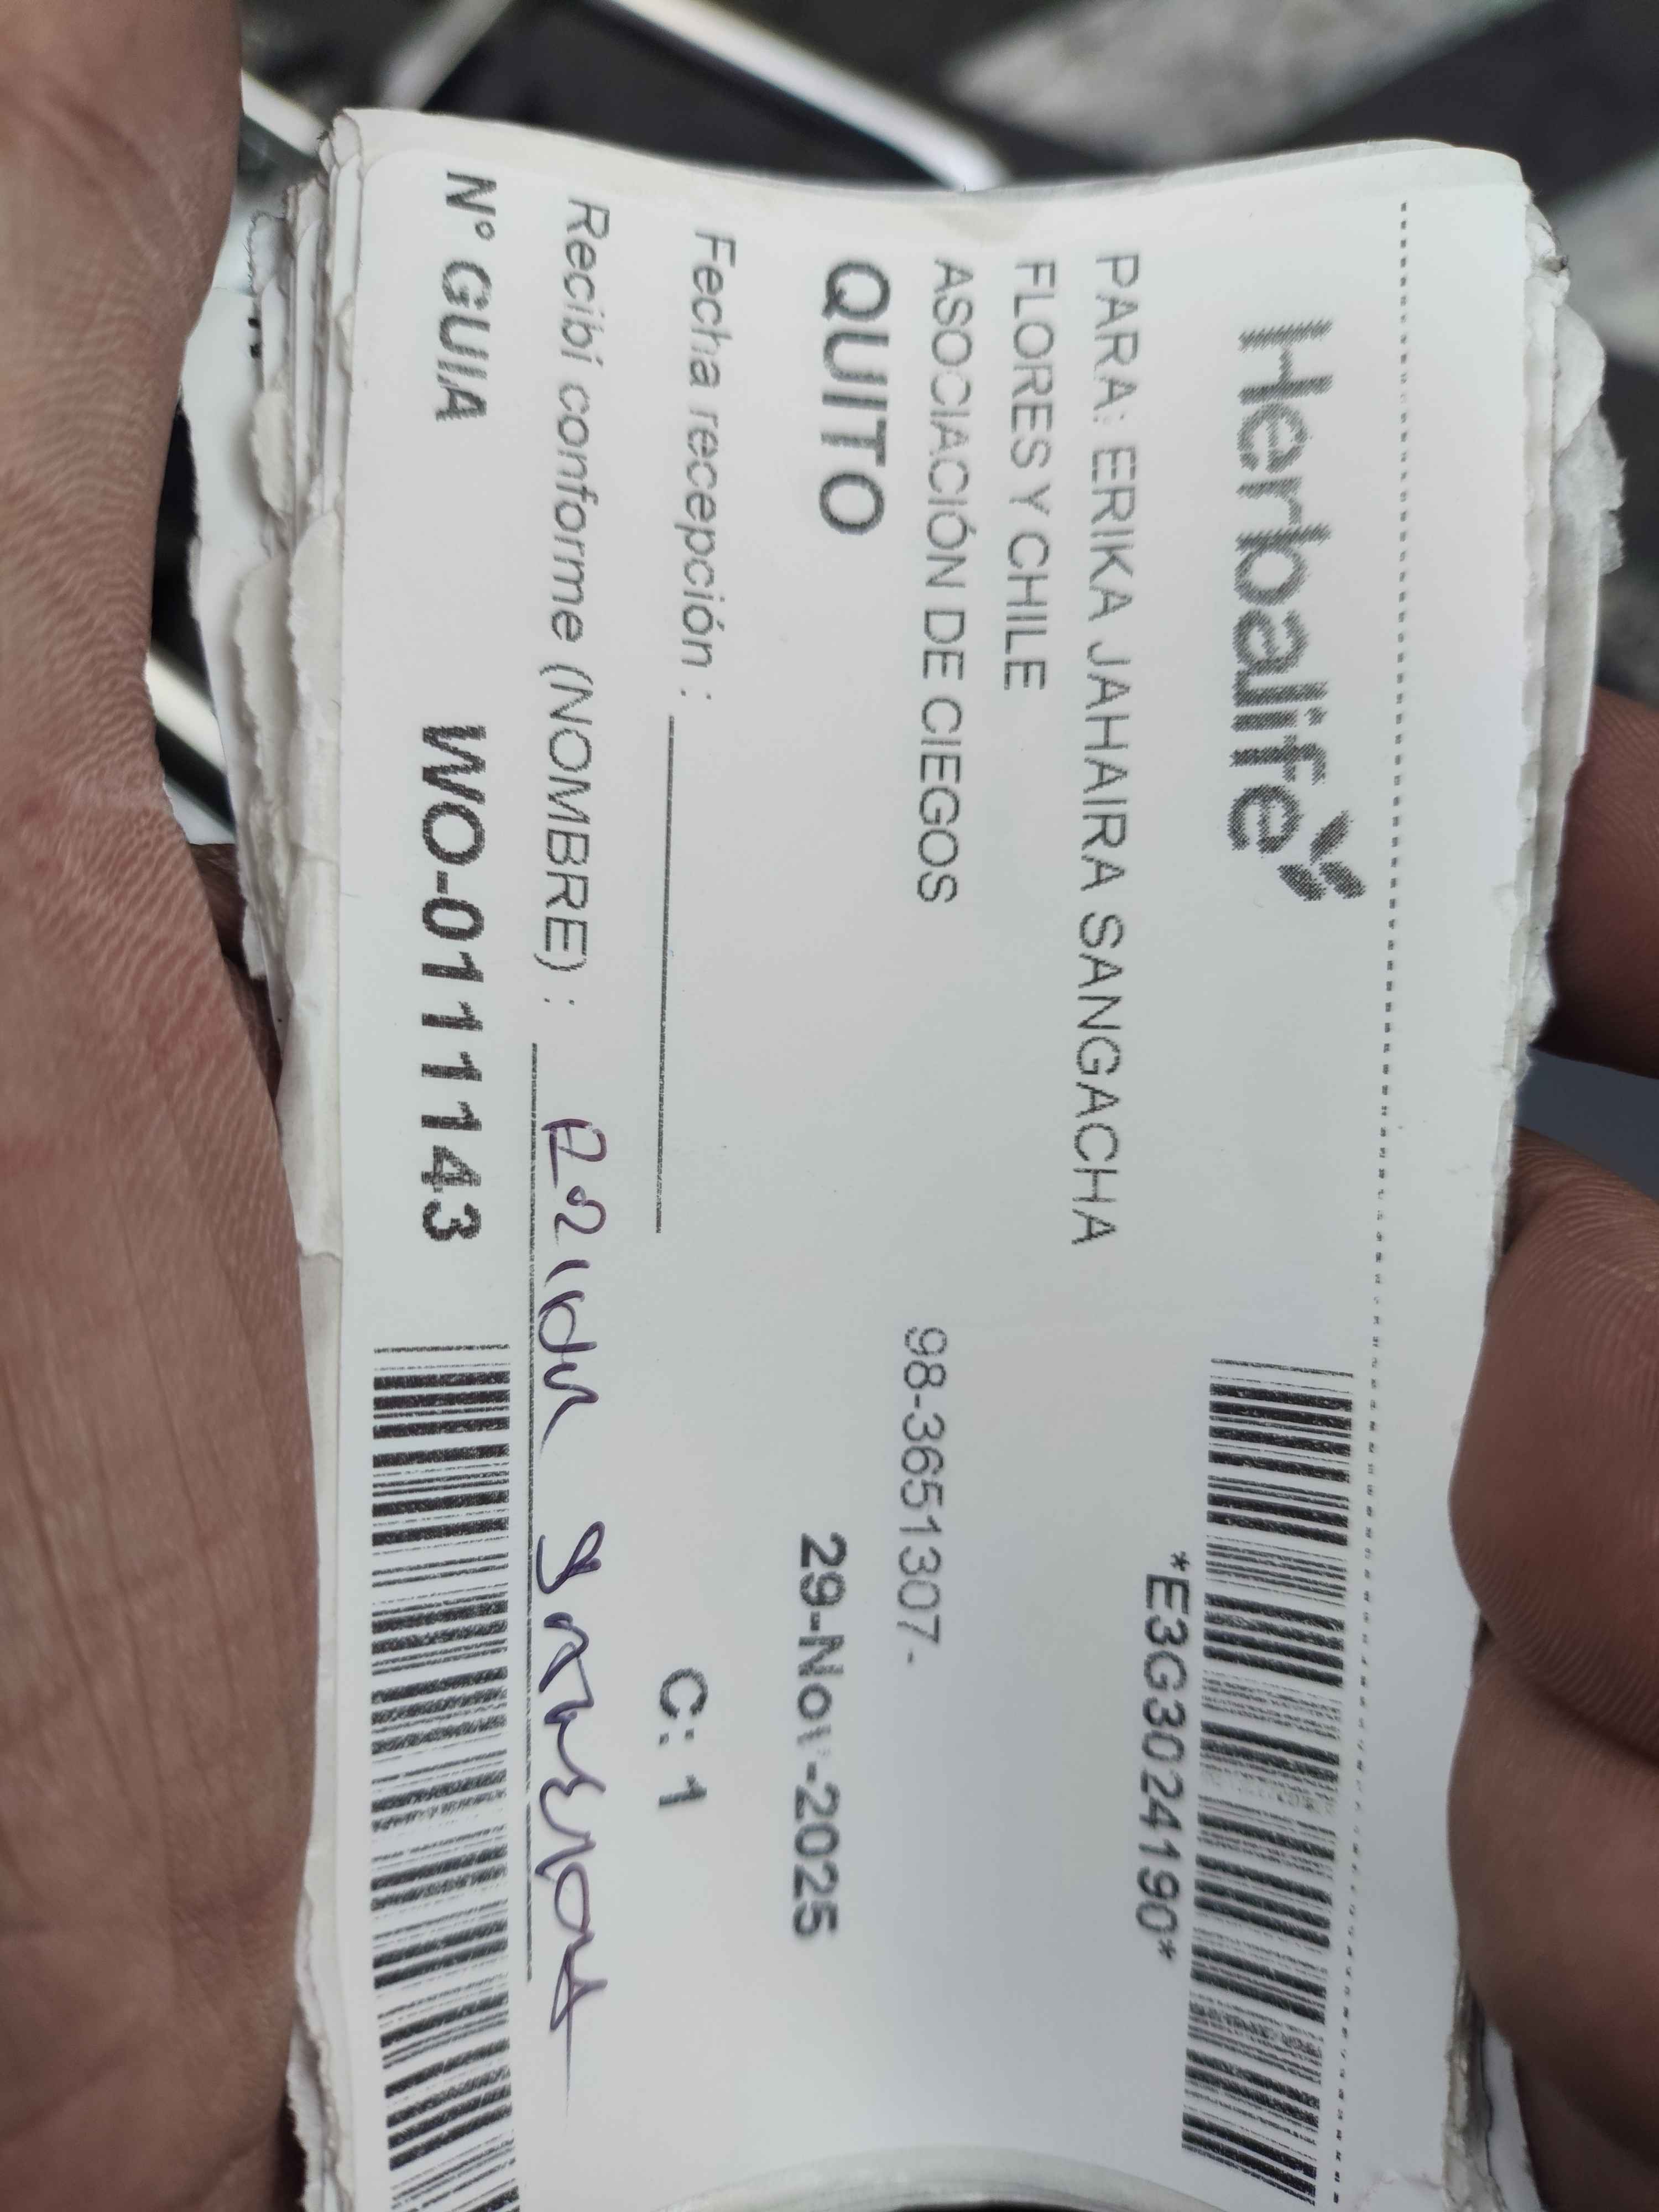 Herbalife
*E3G3024190*
PARA: ERIKA JAHAIRA SANGACHA
FLORES Y CHILE
ASOCIACIÓN DE CIEGOS 98-3651307-
QUITO 29-Nov-2025
Fecha recepción : C: 1
Recibí conforme (NOMBRE) :
N° GUIA WO-0111143